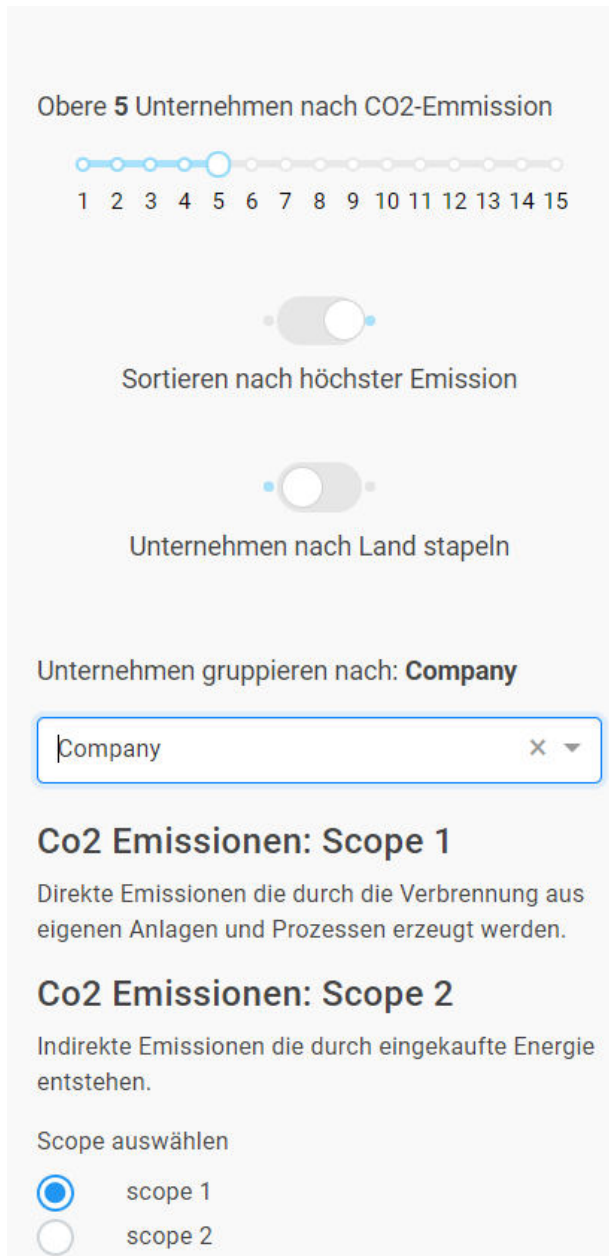 Obere 5 Unternehmen nach CO2-Emmission
1 2 3 4 5 6 7 8 9 10 11 12 13 14 15
Sortieren nach höchster Emission
Unternehmen nach Land stapeln
Unternehmen gruppieren nach: Company
Company
Co2 Emissionen: Scope 1
Direkte Emissionen die durch die Verbrennung aus
eigenen Anlagen und Prozessen erzeugt werden.
Co2 Emissionen: Scope 2
Indirekte Emissionen die durch eingekaufte Energie
entstehen.
Scope auswählen
scope 1
scope 2